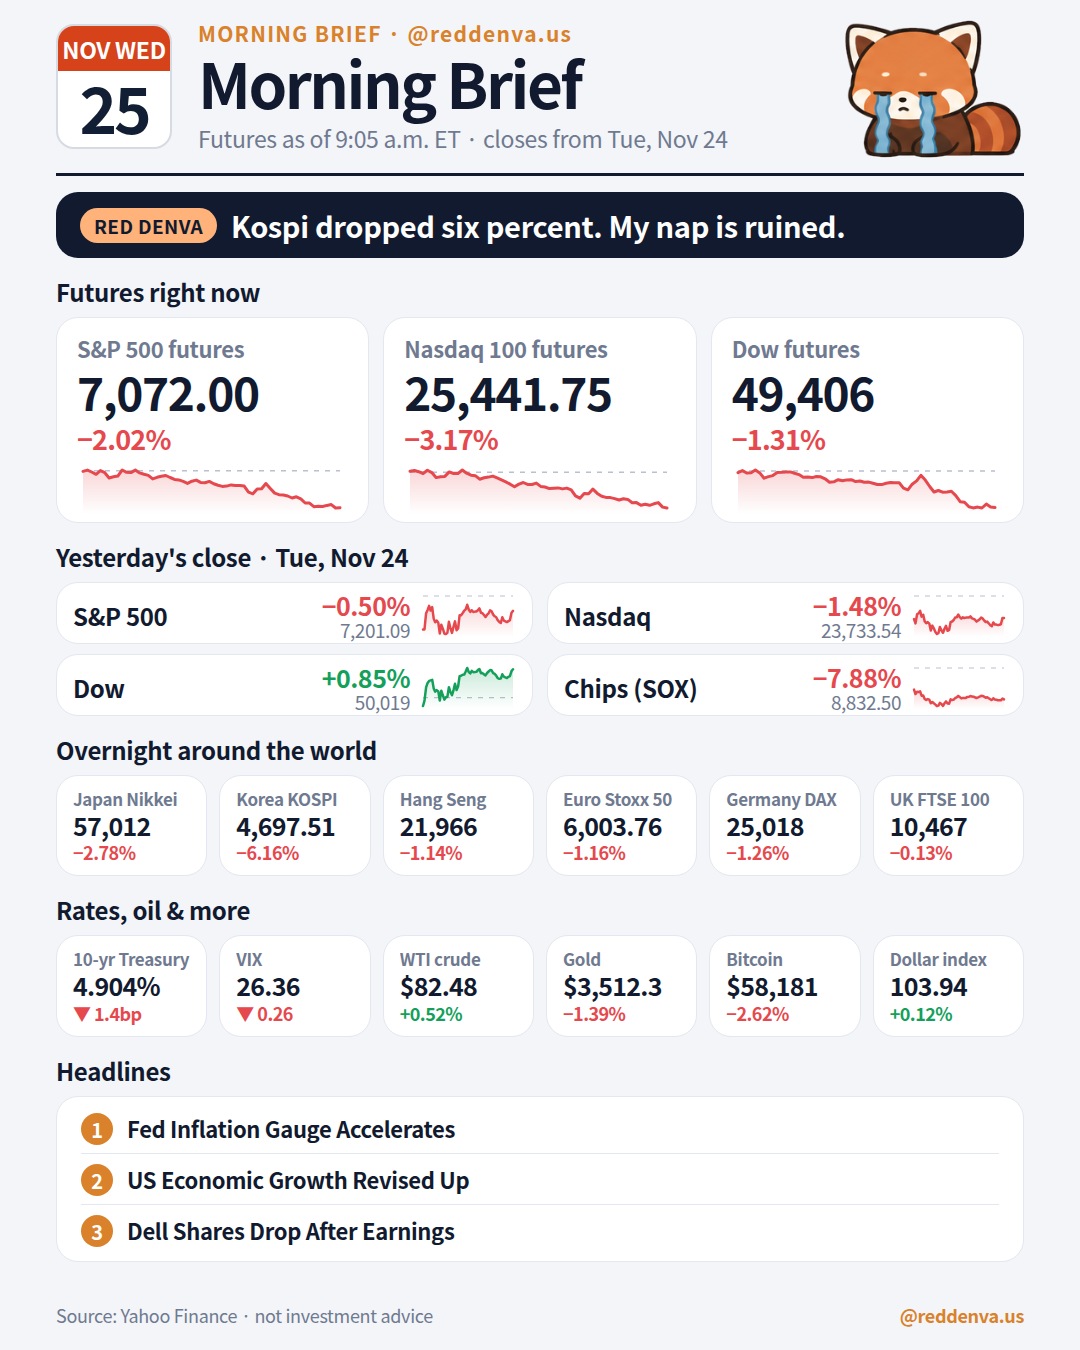 NOV WED
25
MORNING BRIEF · @reddenva.us
Morning Brief
Futures as of 9:05 a.m. ET · closes from Tue, Nov 24
RED DENVA Kospi dropped six percent. My nap is ruined.
Futures right now
S&P 500 futures
7,072.00
−2.02%
Nasdaq 100 futures
25,441.75
−3.17%
Dow futures
49,406
−1.31%
Yesterday's close · Tue, Nov 24
S&P 500
−0.50%
7,201.09
Nasdaq
−1.48%
23,733.54
Dow
+0.85%
50,019
Chips (SOX)
−7.88%
8,832.50
Overnight around the world
Japan Nikkei
57,012
−2.78%
Korea KOSPI
4,697.51
−6.16%
Hang Seng
21,966
−1.14%
Euro Stoxx 50
6,003.76
−1.16%
Germany DAX
25,018
−1.26%
UK FTSE 100
10,467
−0.13%
Rates, oil & more
10-yr Treasury
4.904%
▼ 1.4bp
VIX
26.36
▼ 0.26
WTI crude
$82.48
+0.52%
Gold
$3,512.3
−1.39%
Bitcoin
$58,181
−2.62%
Dollar index
103.94
+0.12%
Headlines
1 Fed Inflation Gauge Accelerates
2 US Economic Growth Revised Up
3 Dell Shares Drop After Earnings
Source: Yahoo Finance · not investment advice
@reddenva.us